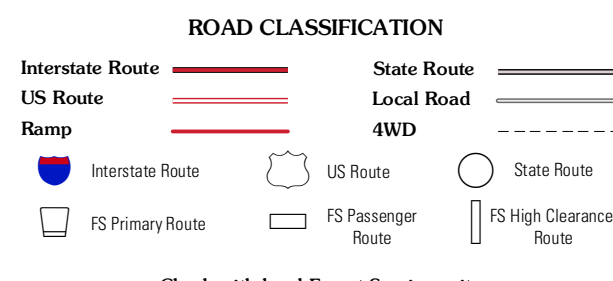 ROAD CLASSIFICATION
Interstate Route
State Route
US Route
Local Road
Ramp
4WD
Interstate Route
US Route
State Route
FS Primary Route
FS Passenger
Route
FS High Clearance
Route